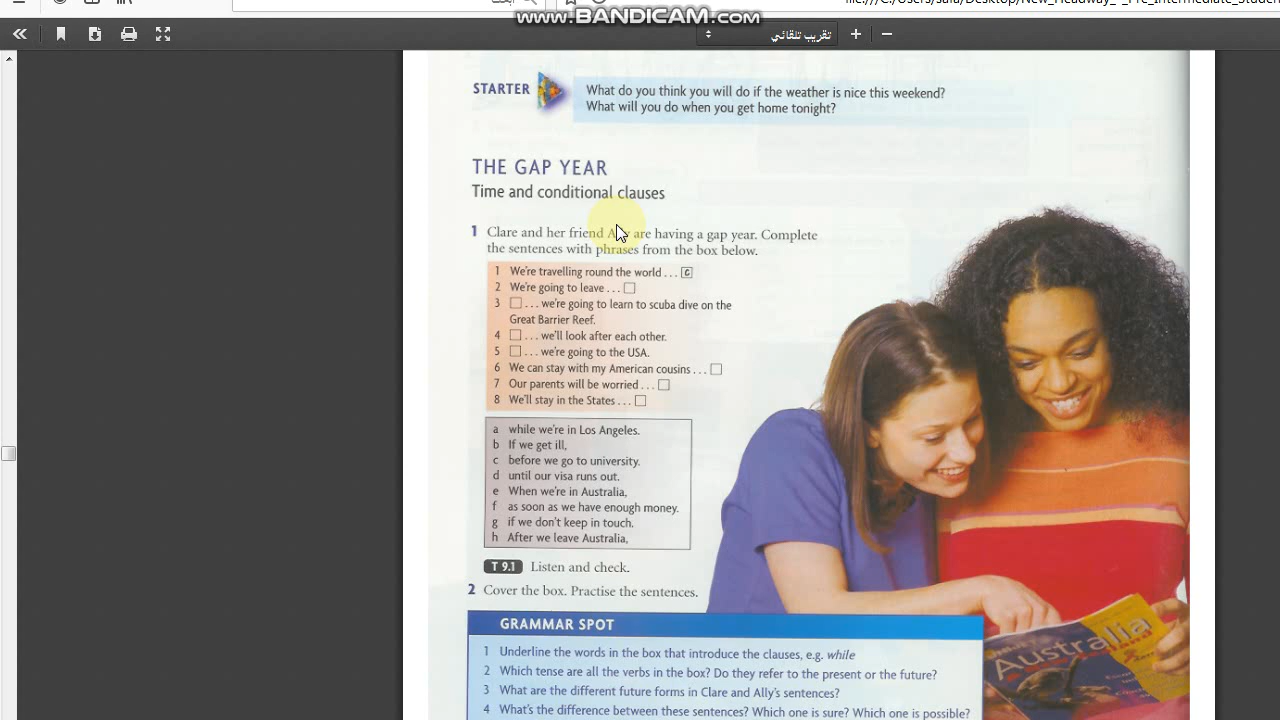 www.BANDICAM.com
تقريب تلقائي
STARTER
What do you think you will do if the weather is nice this weekend?
What will you do when you get home tonight?
THE GAP YEAR
Time and conditional clauses
1 Clare and her friend are having a gap year. Complete
the sentences with phrases from the box below.
1 We're travelling round the world . . . c
2 We're going to leave . . .
3 . . . we're going to learn to scuba dive on the
Great Barrier Reef.
4 . . . we'll look after each other.
5 . . . we're going to the USA.
6 We can stay with my American cousins . . .
7 Our parents will be worried . . .
8 We'll stay in the States . . .
a while we're in Los Angeles.
b If we get ill,
c before we go to university.
d until our visa runs out.
e When we're in Australia,
f as soon as we have enough money.
g if we don't keep in touch.
h After we leave Australia,
T 9.1 Listen and check.
2 Cover the box. Practise the sentences.
GRAMMAR SPOT
1 Underline the words in the box that introduce the clauses, e.g. while
2 Which tense are all the verbs in the box? Do they refer to the present or the future?
3 What are the different future forms in Clare and Ally's sentences?
4 What's the difference between these sentences? Which one is sure? Which one is possible?
Australia